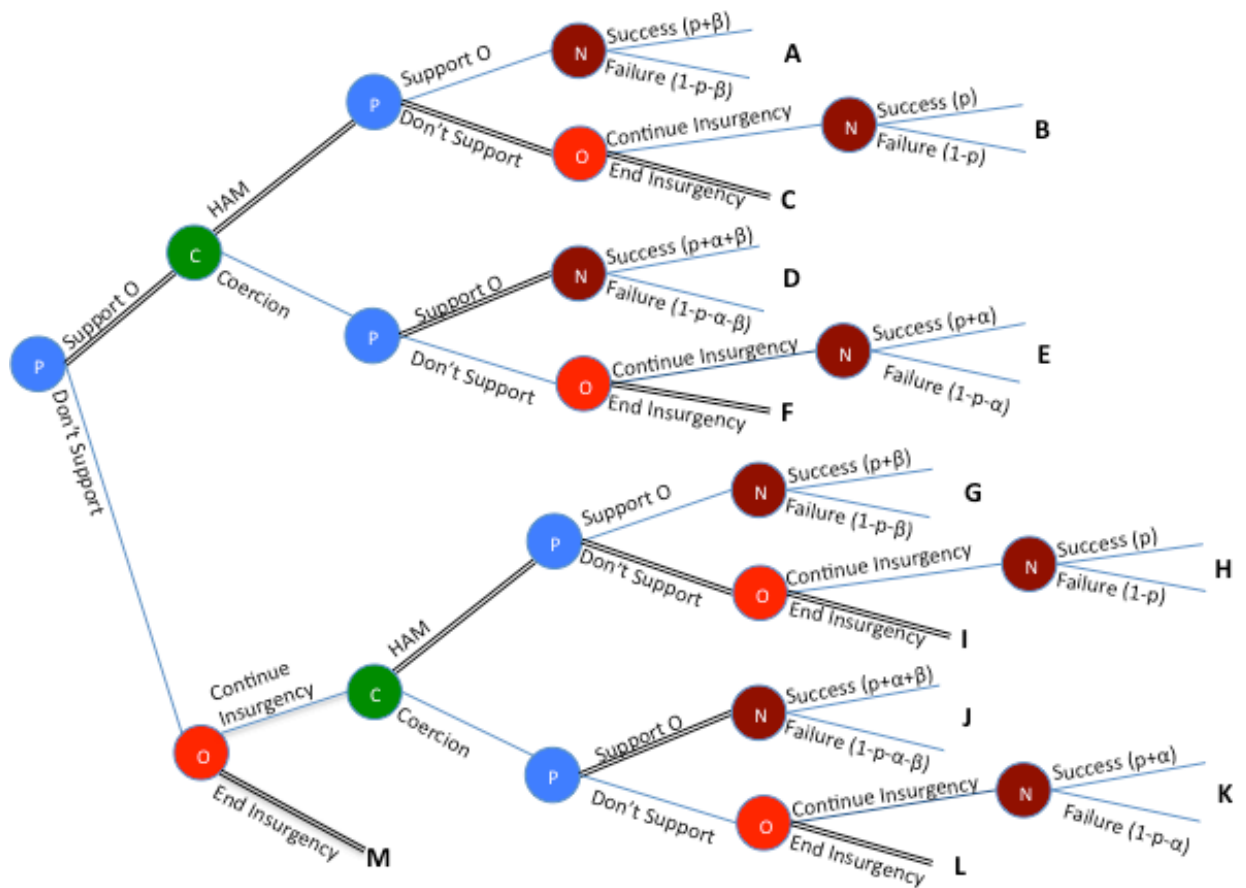 Support O
N
Success (p+β)
Failure (1-p-β)
A
P
Don't Support
O
Continue Insurgency
End Insurgency
N
Success (p)
Failure (1-p)
B
C
HAM
C
Coercion
Support O
N
Success (p+α+β)
Failure (1-p-α-β)
D
P
Don't Support
O
Continue Insurgency
End Insurgency
N
Success (p+α)
Failure (1-p-α)
E
F
Support O
P
Don't Support
Support O
N
Success (p+β)
Failure (1-p-β)
G
P
Don't Support
O
Continue Insurgency
End Insurgency
N
Success (p)
Failure (1-p)
H
I
HAM
Continue
Insurgency
C
Coercion
O
End Insurgency
M
Support O
N
Success (p+α+β)
Failure (1-p-α-β)
J
P
Don't Support
O
Continue Insurgency
End Insurgency
N
Success (p+α)
Failure (1-p-α)
K
L